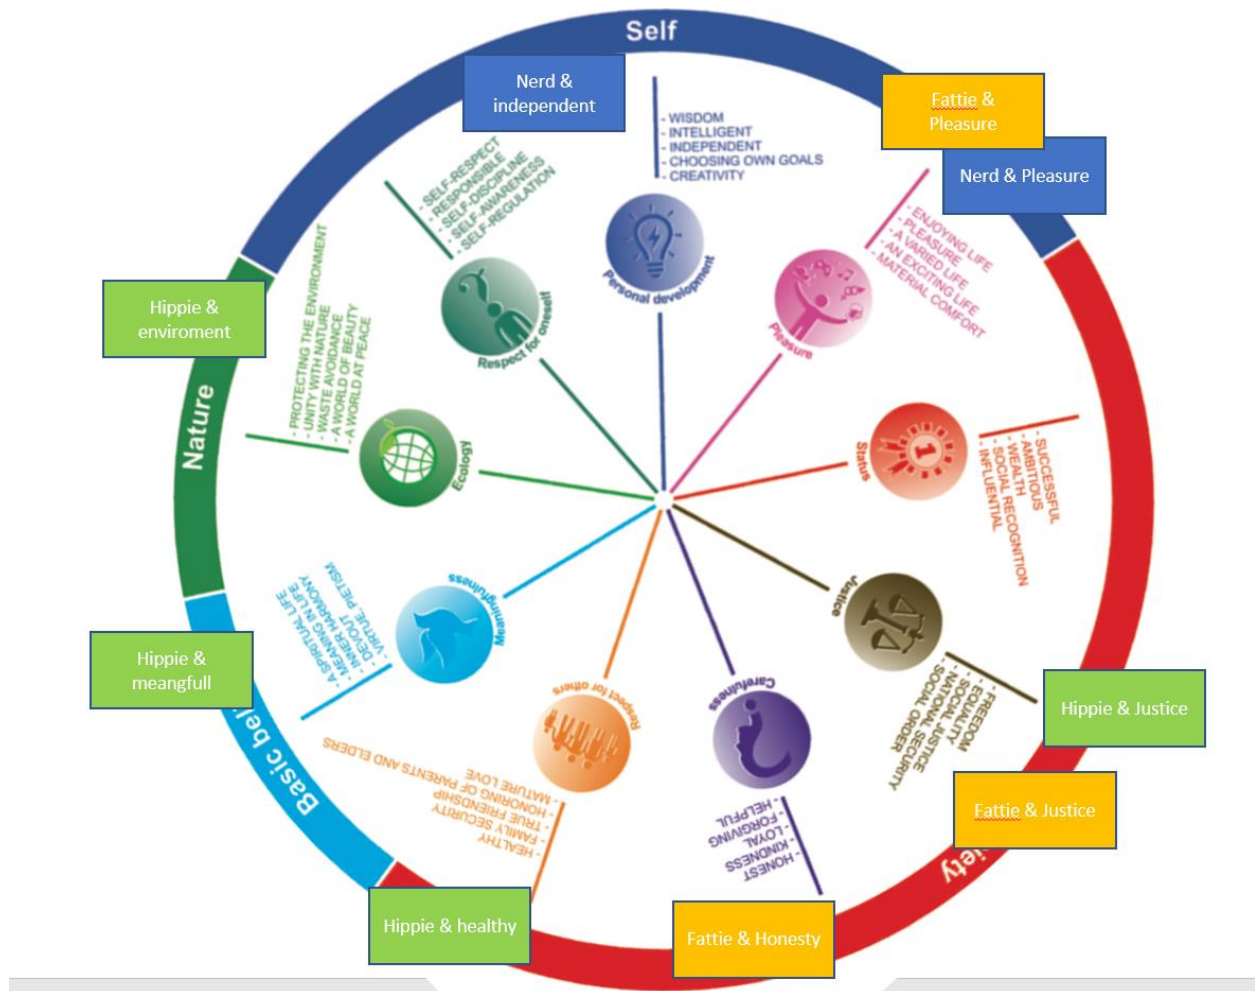 Self
Nerd &
independent
Fattie &
Pleasure
Nerd & Pleasure
- WISDOM
- INTELLIGENT
- INDEPENDENT
- CHOOSING OWN GOALS
- CREATIVITY
Personal development
- SELF-RESPECT
- RESPONSIBLE
- SELF-DISCIPLINE
- SELF-AWARENESS
- SELF-REGULATION
Respect for oneself
- ENJOYING LIFE
- PLEASURE
- A VARIED LIFE
- AN EXCITING LIFE
- MATERIAL COMFORT
Pleasure
Hippie &
enviroment
Nature
- PROTECTING THE ENVIRONMENT
- UNITY WITH NATURE
- WASTE AVOIDANCE
- A WORLD OF BEAUTY
- A WORLD AT PEACE
Ecology
- SUCCESSFUL
- AMBITIOUS
- WEALTH
- SOCIAL RECOGNITION
- INFLUENTIAL
1
Status
Hippie &
meangfull
Basic bel
- A SPIRITUAL LIFE
- MEANING IN LIFE
- INNER HARMONY
- DEVOUT
- VIRTUE, PIETISM
Meaningfulness
Justice
- FREEDOM
- EQUALITY
- SOCIAL JUSTICE
- NATIONAL SECURITY
- SOCIAL ORDER
Hippie & Justice
Fattie & Justice
iety
Respect for others
HEALTHY
- FAMILY SECURITY
- TRUE FRIENDSHIP
- HONORING OF PARENTS AND ELDERS
- MATURE LOVE
Carefulness
- HONEST
- KINDNESS
- LOYAL
- FORGIVING
- HELPFUL
Hippie & healthy
Fattie & Honesty